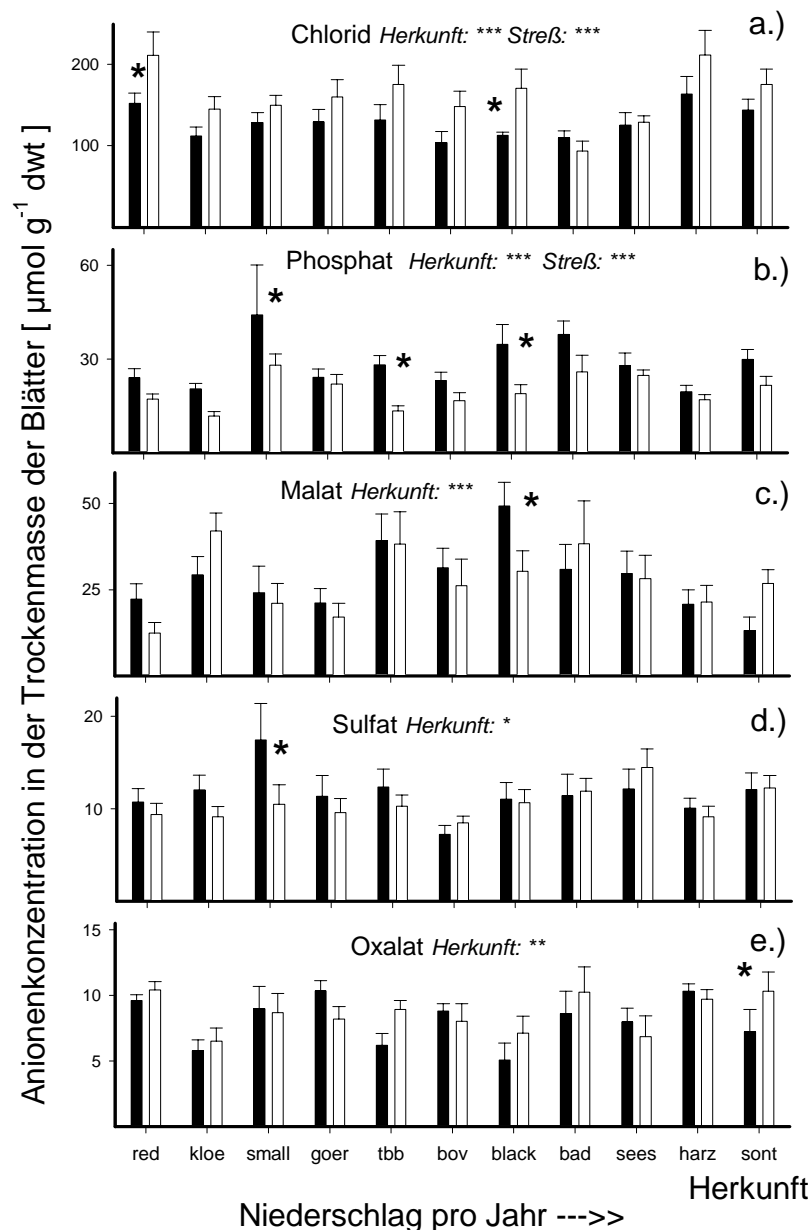 Anionenkonzentration in der Trockenmasse der Blätter [ µmol g⁻¹ dwt ]
Chlorid Herkunft: *** Streß: ***
a.)
200
100
*
*
Phosphat Herkunft: *** Streß: ***
b.)
60
30
*
*
*
Malat Herkunft: ***
c.)
50
25
*
Sulfat Herkunft: *
d.)
20
10
*
Oxalat Herkunft: **
e.)
15
10
5
*
red kloe small goer tbb bov black bad sees harz sont
Herkunft
Niederschlag pro Jahr --->>